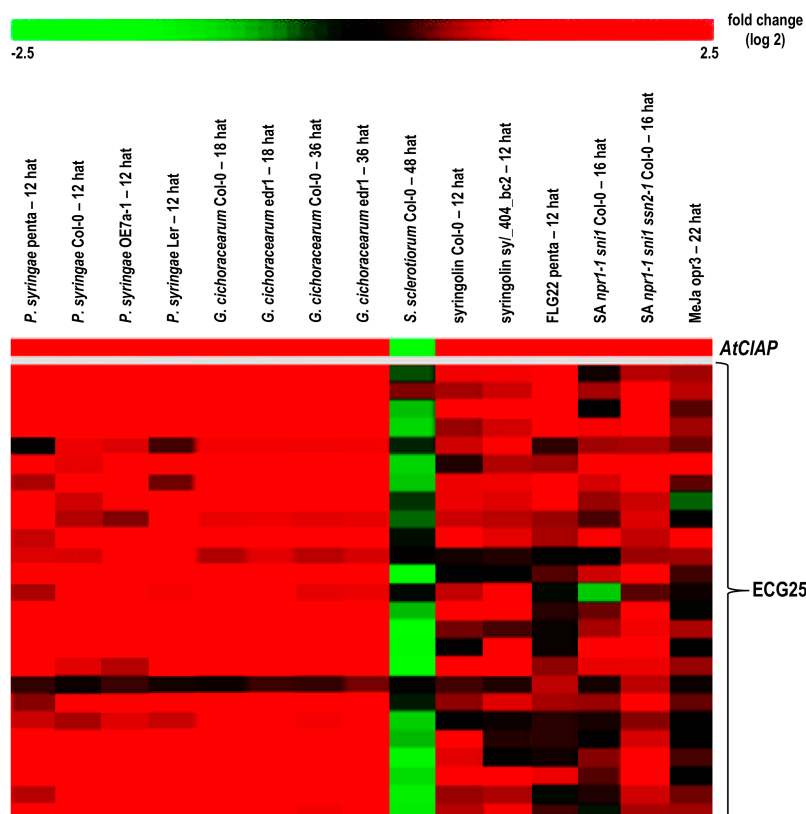 fold change
(log 2)
-2.5
2.5
P. syringae penta – 12 hat
P. syringae Col-0 – 12 hat
P. syringae OE7a-1 – 12 hat
P. syringae Ler – 12 hat
G. cichoracearum Col-0 – 18 hat
G. cichoracearum edr1 – 18 hat
G. cichoracearum Col-0 – 36 hat
G. cichoracearum edr1 – 36 hat
S. sclerotiorum Col-0 – 48 hat
syringolin Col-0 – 12 hat
syringolin syl_404_bc2 – 12 hat
FLG22 penta – 12 hat
SA npr1-1 sni1 Col-0 – 16 hat
SA npr1-1 sni1 ssn2-1 Col-0 – 16 hat
MeJa opr3 – 22 hat
AtCIAP
ECG25